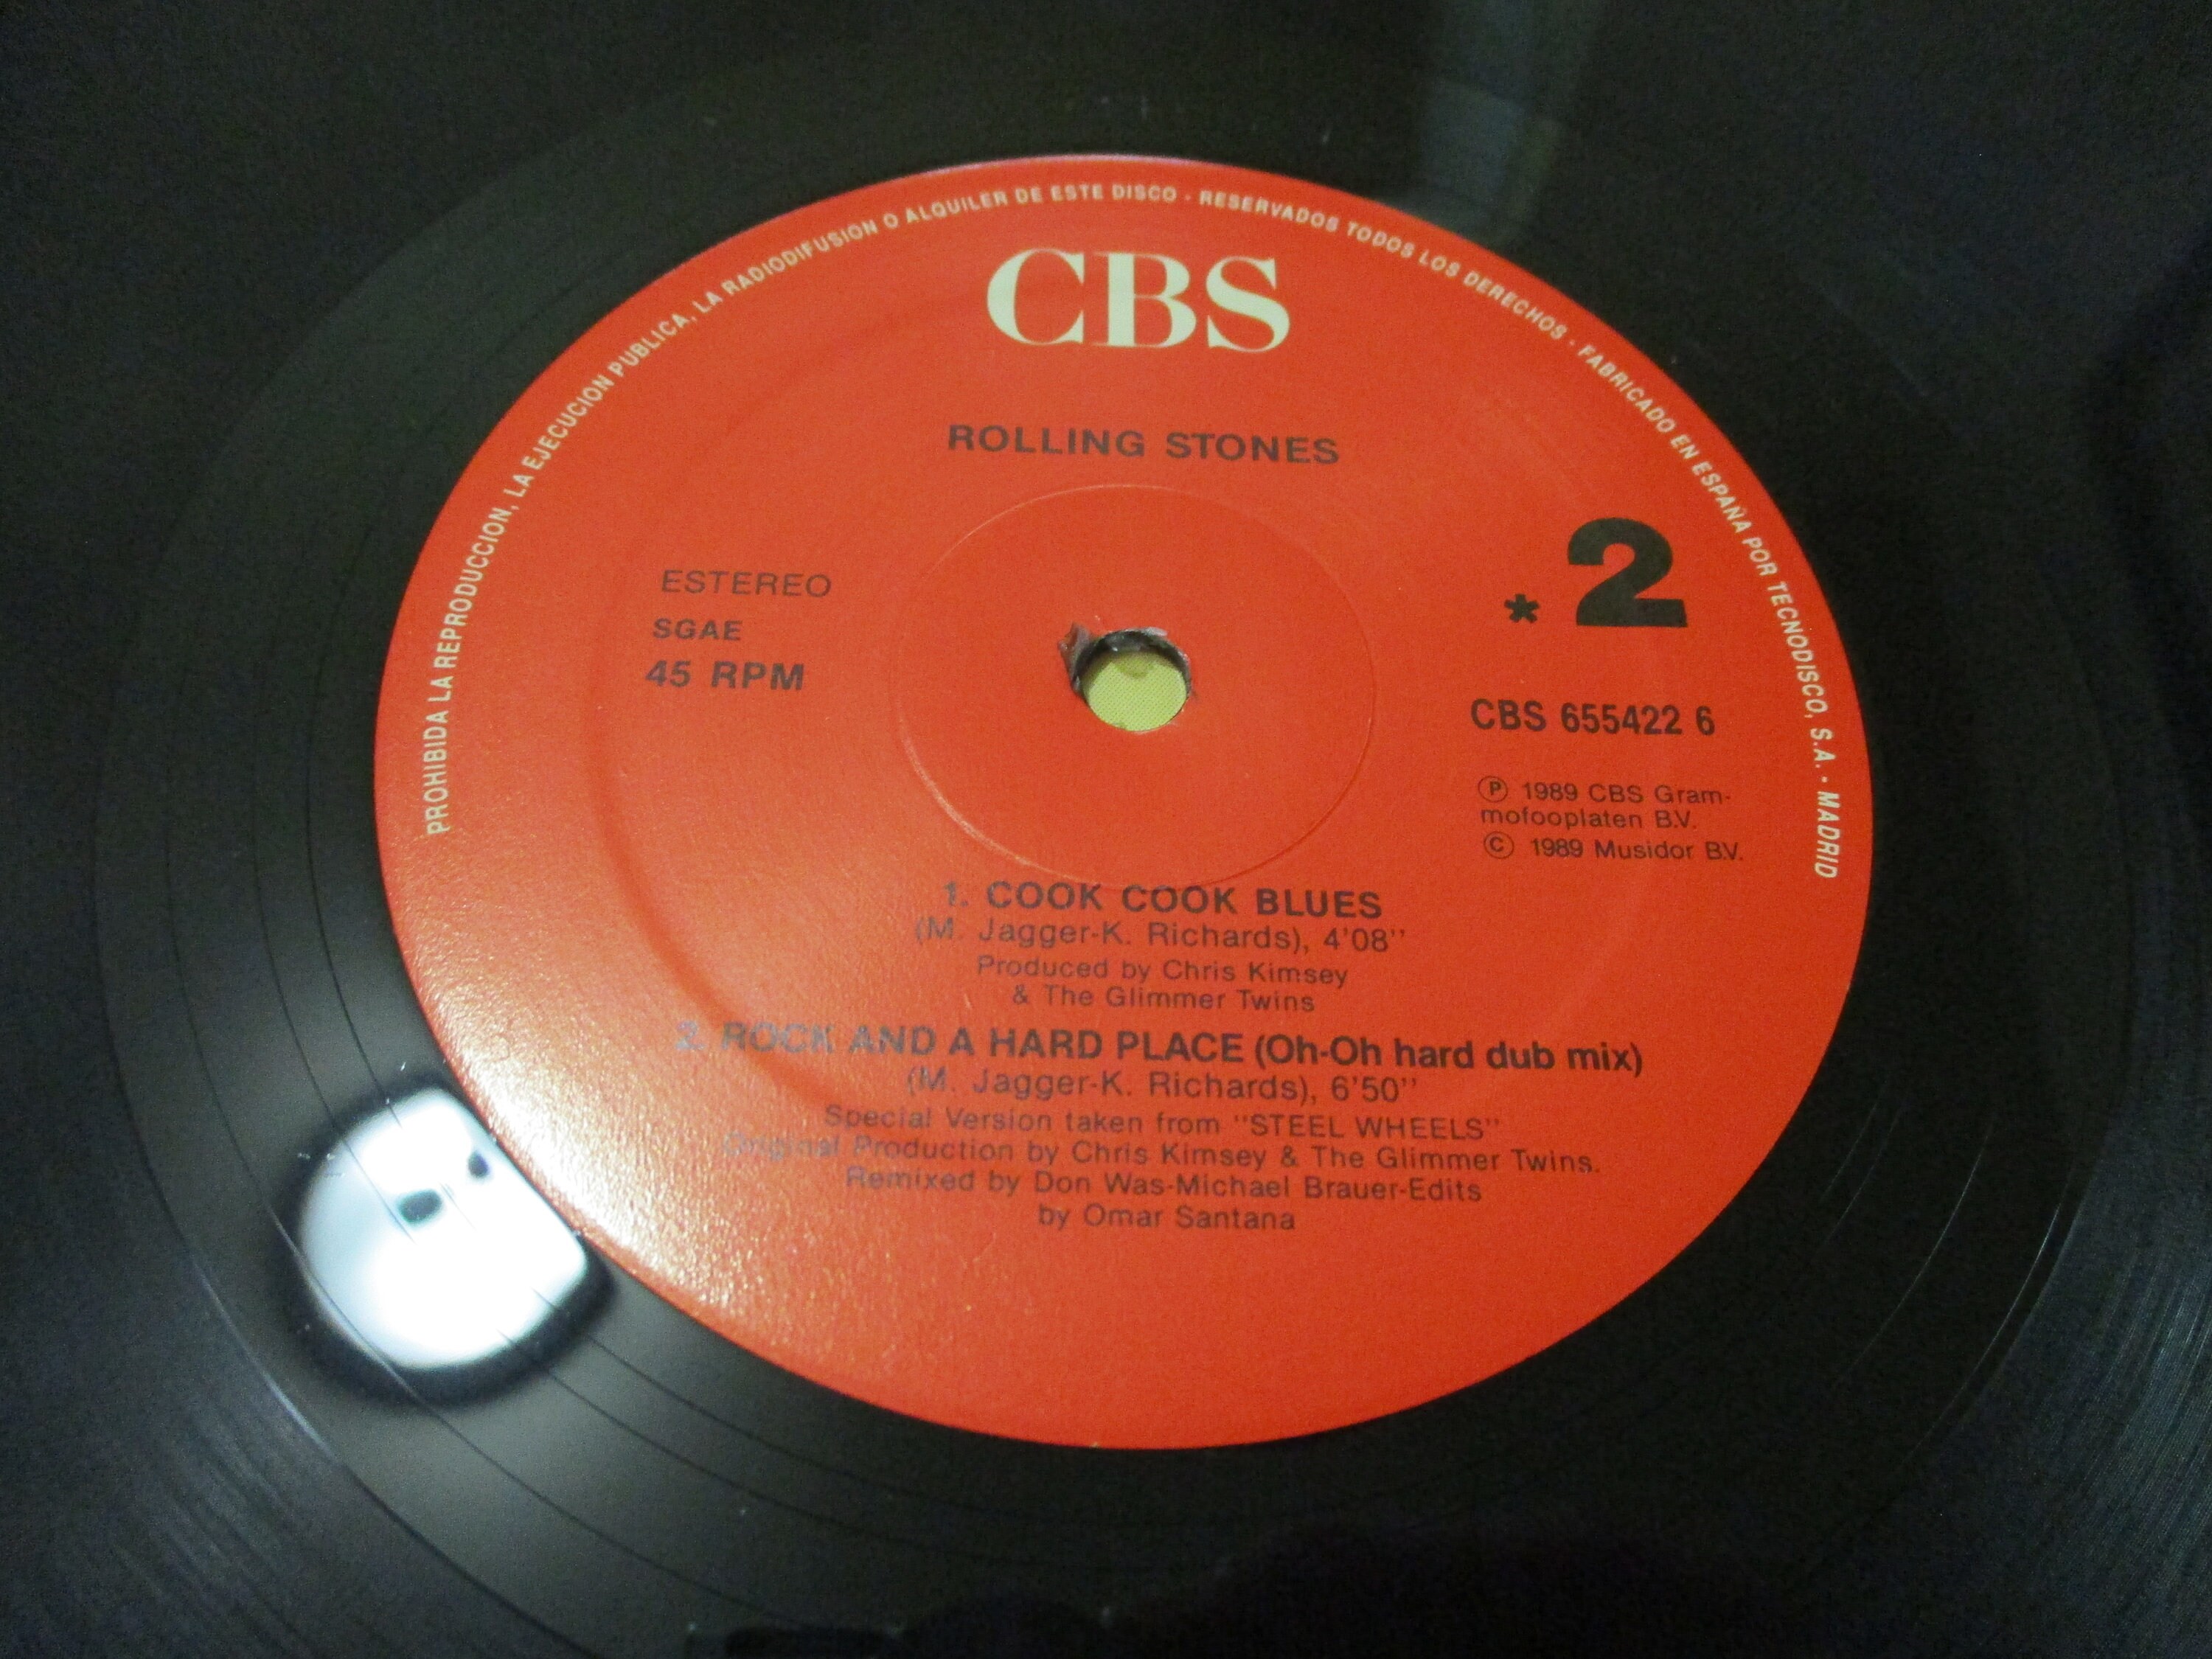 PROHIBIDA LA REPRODUCCION, LA EJECUCION PUBLICA, LA RADIODIFUSION O ALQUILER DE ESTE DISCO · RESERVADOS TODOS LOS DERECHOS · FABRICADO EN ESPAÑA POR TECNODISCO, S.A. · MADRID
CBS
ROLLING STONES
ESTEREO
SGAE
45 RPM
* 2
CBS 655422 6
Ⓟ 1989 CBS Gram-
mofooplaten B.V.
© 1989 Musidor B.V.
1. COOK COOK BLUES
(M. Jagger-K. Richards), 4'08''
Produced by Chris Kimsey
& The Glimmer Twins
2. ROCK AND A HARD PLACE (Oh-Oh hard dub mix)
(M. Jagger-K. Richards), 6'50''
Special Version taken from "STEEL WHEELS"
Original Production by Chris Kimsey & The Glimmer Twins.
Remixed by Don Was-Michael Brauer-Edits
by Omar Santana